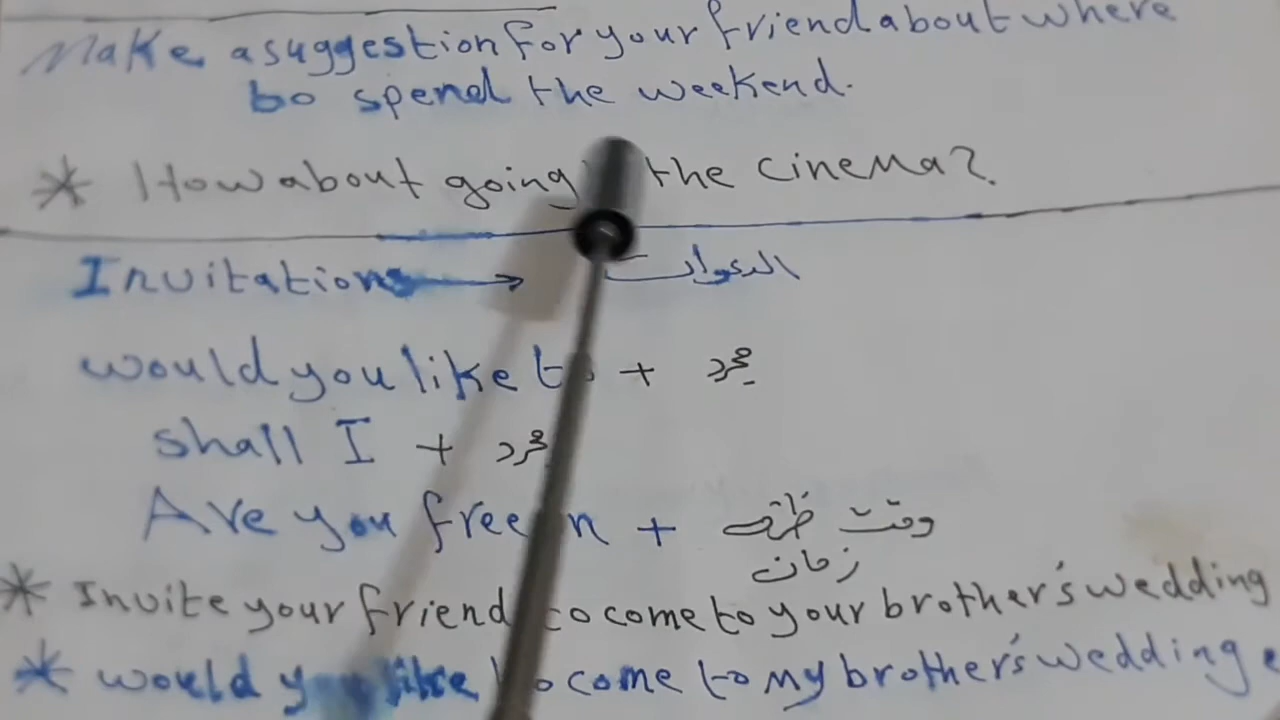 Make a suggestion for your friend about where
to spend the weekend.
* How about going the cinema?
Invitations → الدعوات
would you like to + مجرد
shall I + مجرد
Are you free + وقت ظرف
زمان
* Invite your friend to come to your brother's wedding
* would you like to come to my brother's wedding